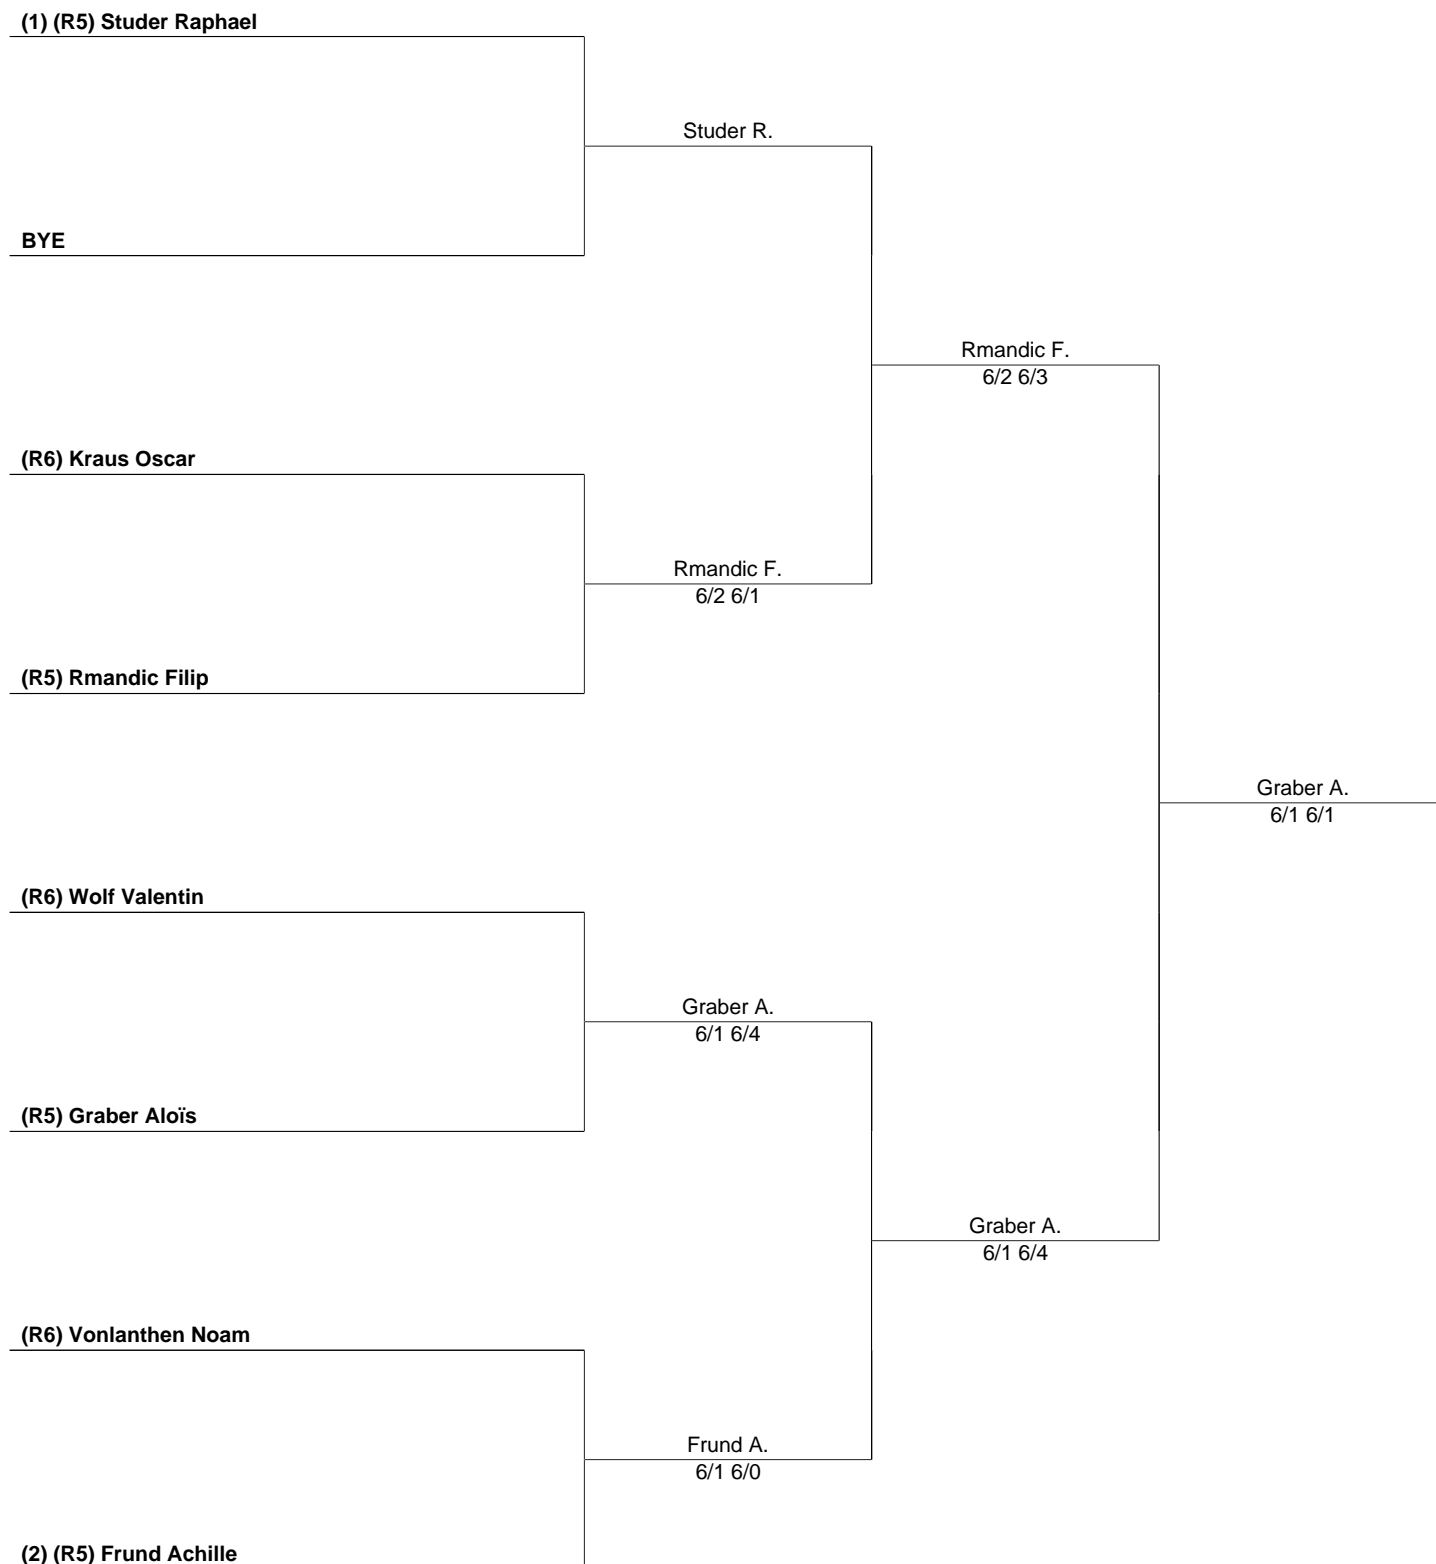 (1) (R5) Studer Raphael
Studer R.
BYE
Rmandic F.
6/2 6/3
(R6) Kraus Oscar
Rmandic F.
6/2 6/1
(R5) Rmandic Filip
Graber A.
6/1 6/1
(R6) Wolf Valentin
Graber A.
6/1 6/4
(R5) Graber Aloïs
Graber A.
6/1 6/4
(R6) Vonlanthen Noam
Frund A.
6/1 6/0
(2) (R5) Frund Achille